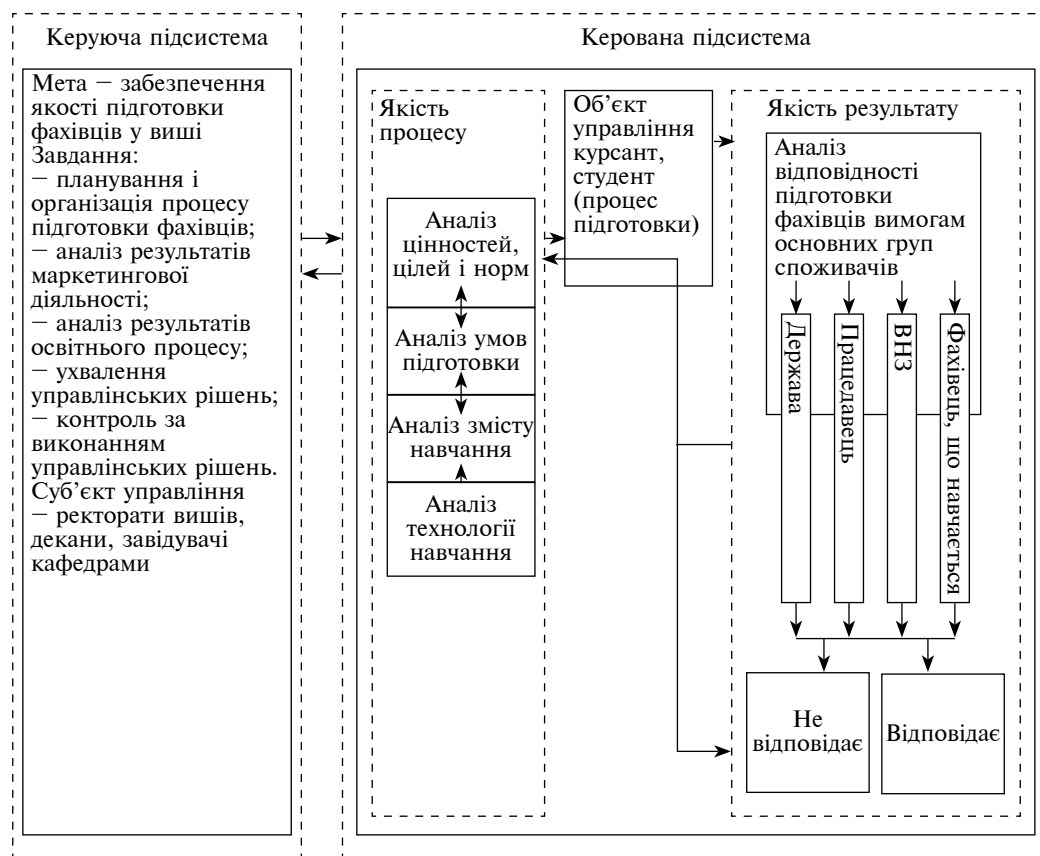 Керуюча підсистема
Мета — забезпечення
якості підготовки
фахівців у виші
Завдання:
— планування і
організація процесу
підготовки фахівців;
— аналіз результатів
маркетингової
діяльності;
— аналіз результатів
освітнього процесу;
— ухвалення
управлінських рішень;
— контроль за
виконанням
управлінських рішень.
Суб’єкт управління
— ректорати вишів,
декани, завідувачі
кафедрами
Керована підсистема
Якість
процесу
Аналіз
цінностей,
цілей і норм
Аналіз умов
підготовки
Аналіз змісту
навчання
Аналіз
технології
навчання
Об’єкт
управління
курсант,
студент
(процес
підготовки)
Якість результату
Аналіз
відповідності
підготовки
фахівців вимогам
основних груп
споживачів
Держава
Працедавець
ВНЗ
Фахівець, що навчається
Не
відповідає
Відповідає